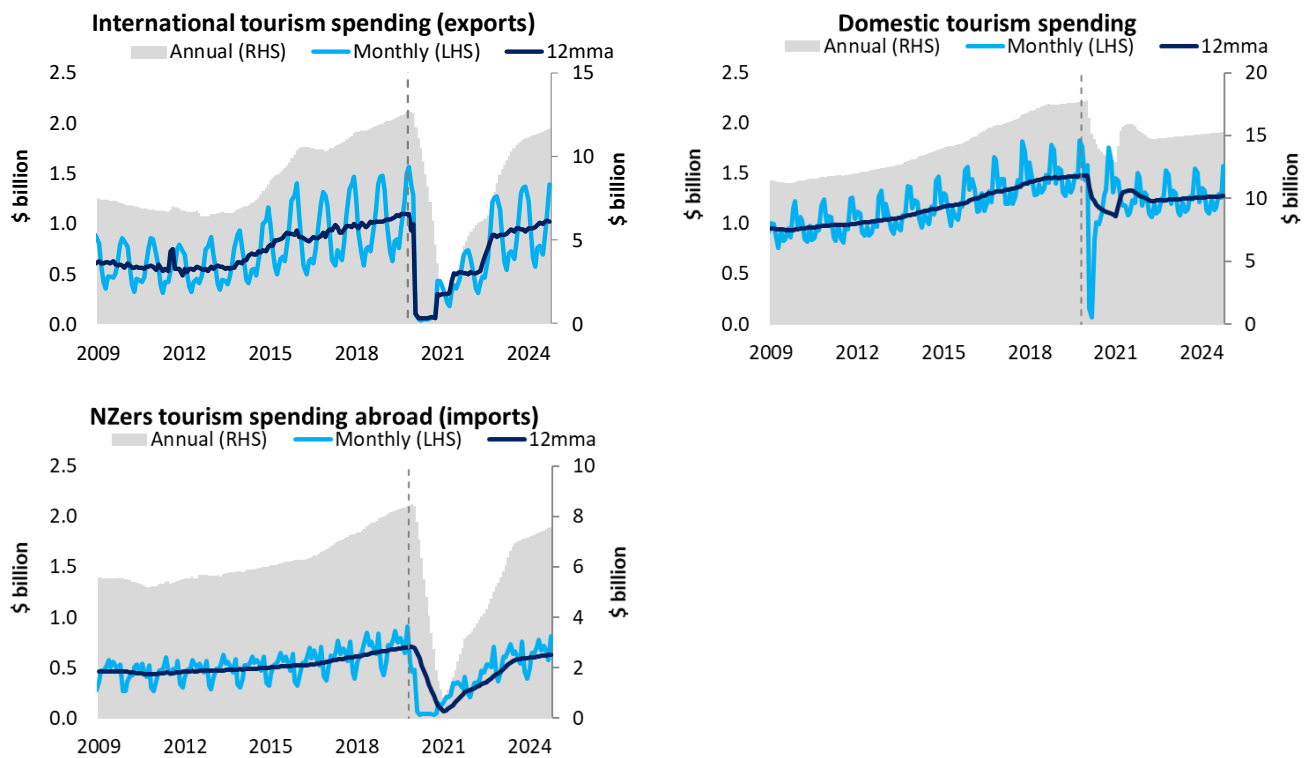 International tourism spending (exports)
Annual (RHS) Monthly (LHS) 12mma
2.5
2.0
1.5
1.0
0.5
0.0
$ billion
15
10
5
0
$ billion
2009 2012 2015 2018 2021 2024
Domestic tourism spending
Annual (RHS) Monthly (LHS) 12mma
2.5
2.0
1.5
1.0
0.5
0.0
$ billion
20
15
10
5
0
$ billion
2009 2012 2015 2018 2021 2024
NZers tourism spending abroad (imports)
Annual (RHS) Monthly (LHS) 12mma
2.5
2.0
1.5
1.0
0.5
0.0
$ billion
10
8
6
4
2
0
$ billion
2009 2012 2015 2018 2021 2024